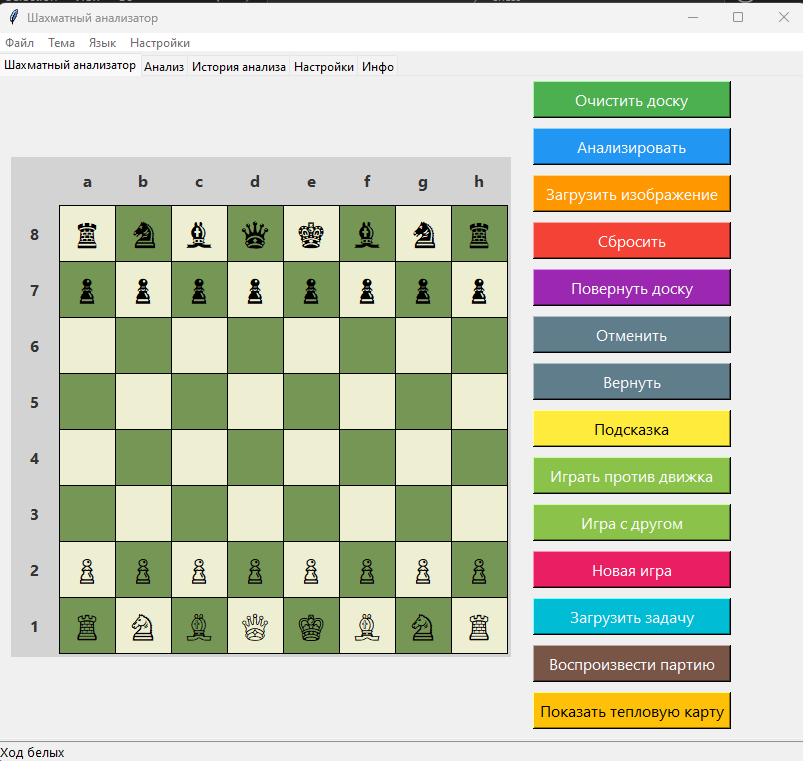 Шахматный анализатор
Файл Тема Язык Настройки
Шахматный анализатор Анализ История анализа Настройки Инфо
a b c d e f g h
8
7
6
5
4
3
2
1
Очистить доску
Анализировать
Загрузить изображение
Сбросить
Повернуть доску
Отменить
Вернуть
Подсказка
Играть против движка
Игра с другом
Новая игра
Загрузить задачу
Воспроизвести партию
Показать тепловую карту
Ход белых